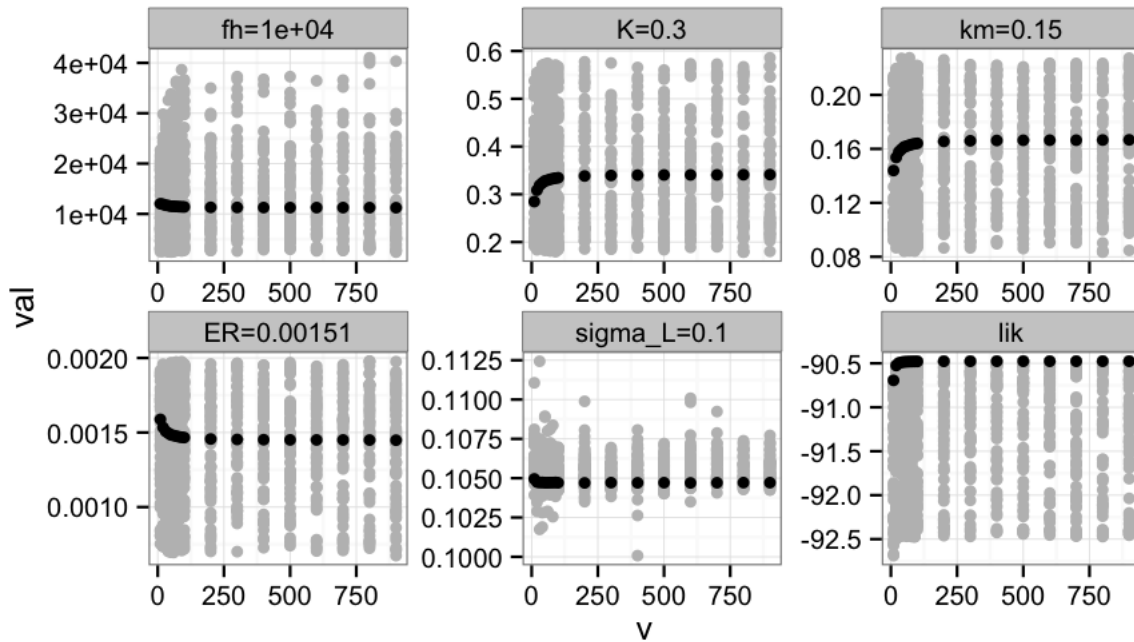 fh=1e+04
K=0.3
km=0.15
4e+04
3e+04
2e+04
1e+04
0.6
0.5
0.4
0.3
0.2
0.20
0.16
0.12
0.08
0 250 500 750
0 250 500 750
0 250 500 750
val
ER=0.00151
sigma_L=0.1
lik
0.0020
0.0015
0.0010
0.1125
0.1100
0.1075
0.1050
0.1025
0.1000
-90.5
-91.0
-91.5
-92.0
-92.5
0 250 500 750
0 250 500 750
0 250 500 750
v